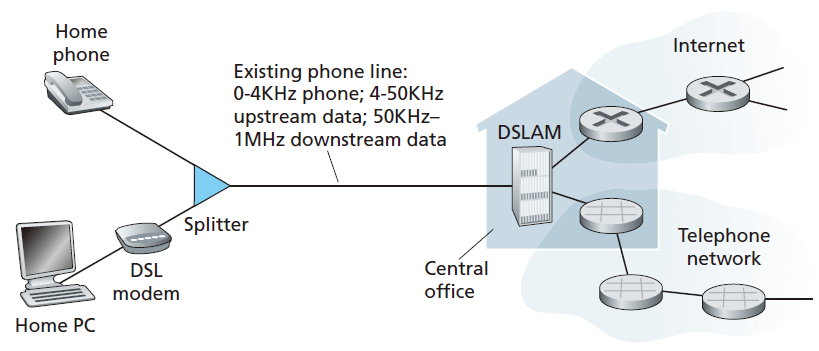 Home
phone
Existing phone line:
0-4KHz phone; 4-50KHz
upstream data; 50KHz–
1MHz downstream data
DSLAM
Internet
Splitter
DSL
modem
Home PC
Central
office
Telephone
network